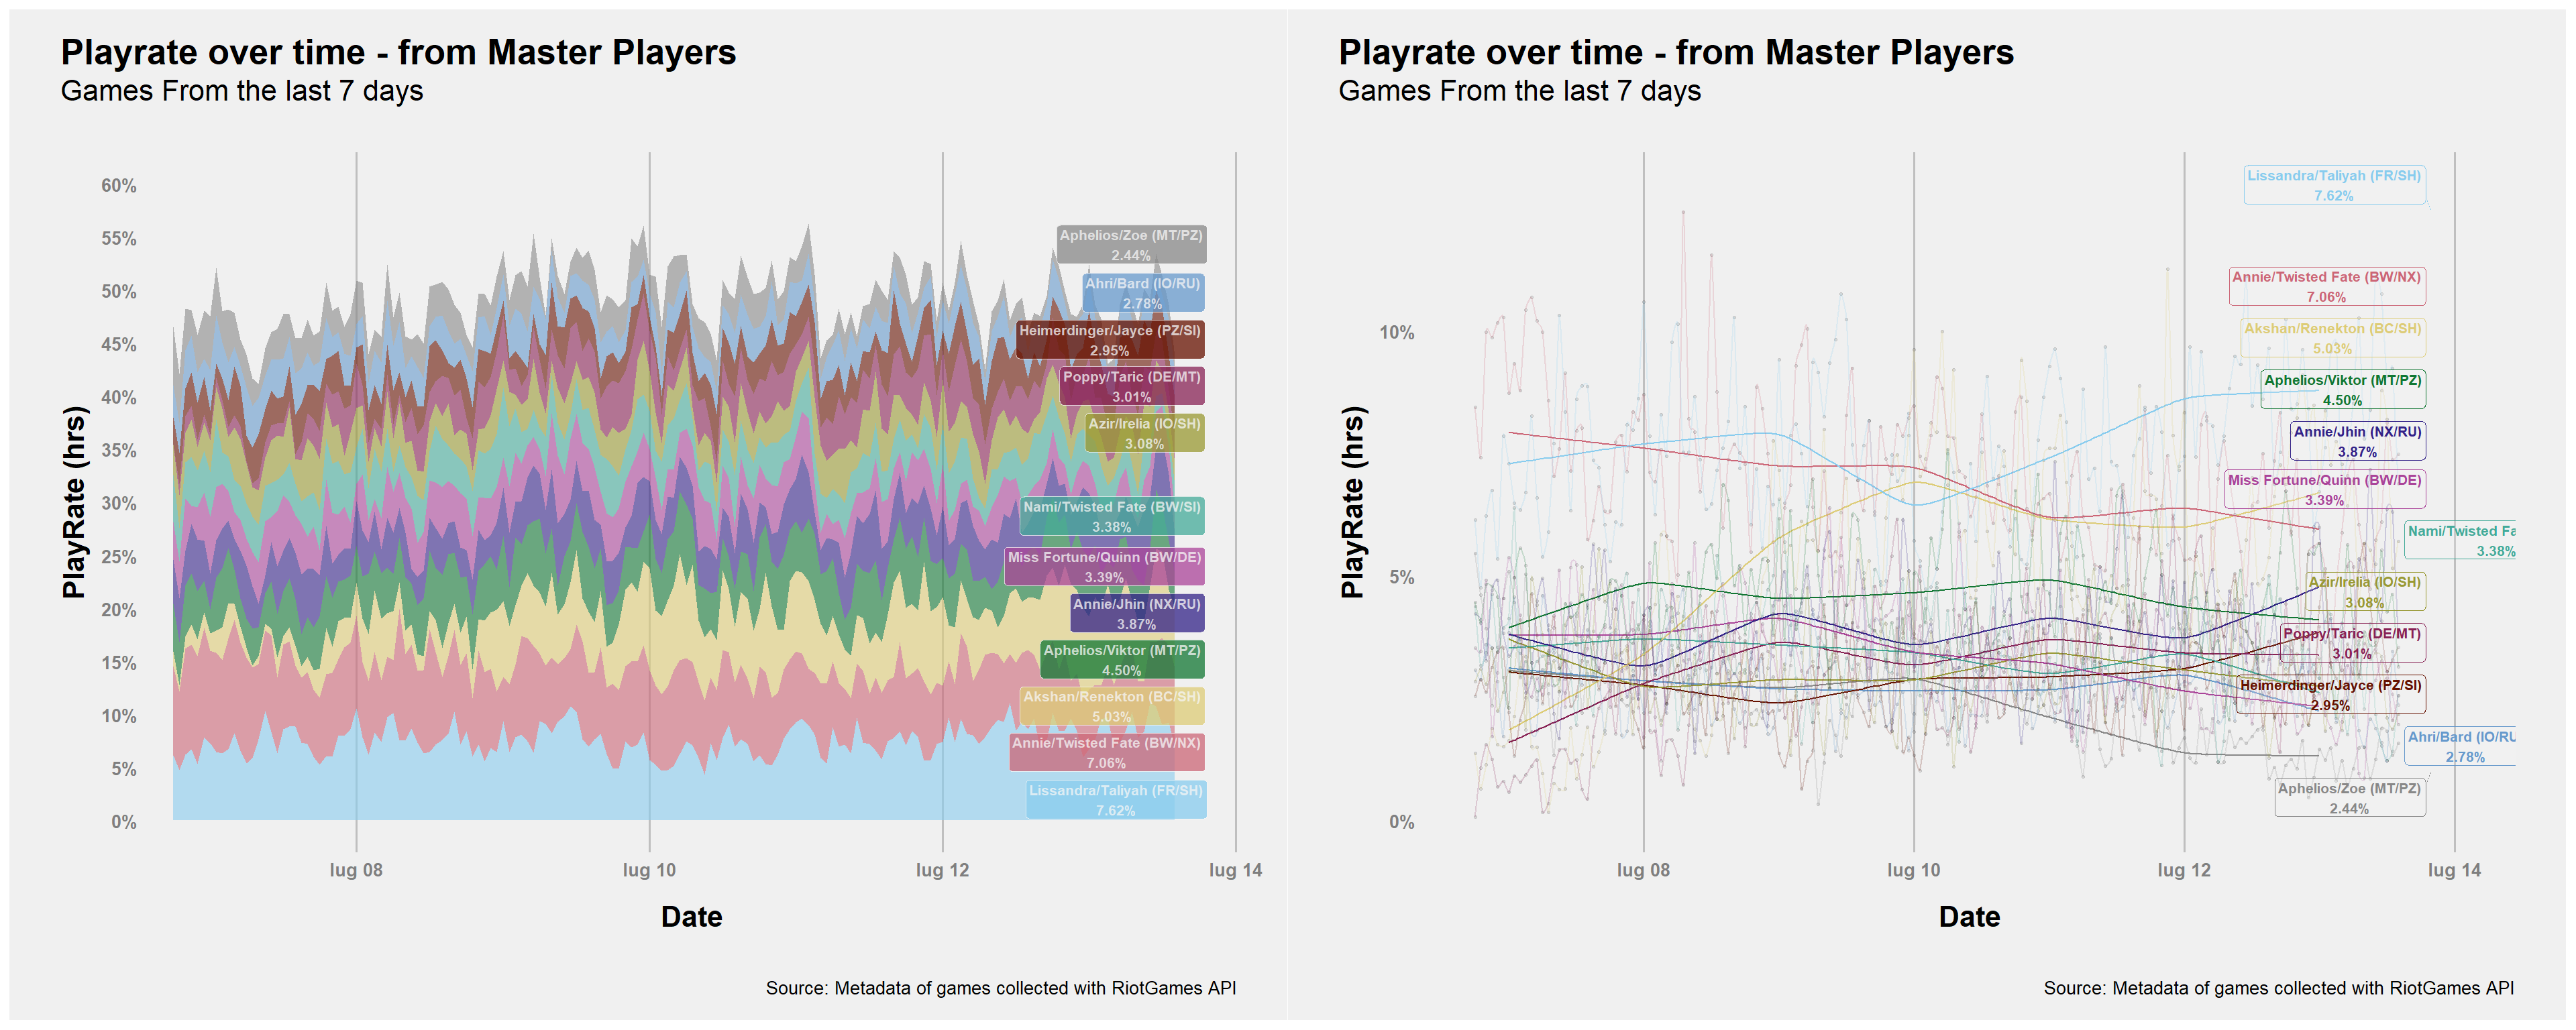 Playrate over time - from Master Players
Games From the last 7 days
PlayRate (hrs)
60%
55%
50%
45%
40%
35%
30%
25%
20%
15%
10%
5%
0%
Aphelios/Zoe (MT/PZ)
2.44%
Ahri/Bard (IO/RU)
2.78%
Heimerdinger/Jayce (PZ/SI)
2.95%
Poppy/Taric (DE/MT)
3.01%
Azir/Irelia (IO/SH)
3.08%
Nami/Twisted Fate (BW/SI)
3.38%
Miss Fortune/Quinn (BW/DE)
3.39%
Annie/Jhin (NX/RU)
3.87%
Aphelios/Viktor (MT/PZ)
4.50%
Akshan/Renekton (BC/SH)
5.03%
Annie/Twisted Fate (BW/NX)
7.06%
Lissandra/Taliyah (FR/SH)
7.62%
lug 08
lug 10
lug 12
lug 14
Date
Source: Metadata of games collected with RiotGames API
Playrate over time - from Master Players
Games From the last 7 days
PlayRate (hrs)
10%
5%
0%
Lissandra/Taliyah (FR/SH)
7.62%
Annie/Twisted Fate (BW/NX)
7.06%
Akshan/Renekton (BC/SH)
5.03%
Aphelios/Viktor (MT/PZ)
4.50%
Annie/Jhin (NX/RU)
3.87%
Miss Fortune/Quinn (BW/DE)
3.39%
Nami/Twisted Fa
3.38%
Azir/Irelia (IO/SH)
3.08%
Poppy/Taric (DE/MT)
3.01%
Heimerdinger/Jayce (PZ/SI)
2.95%
Ahri/Bard (IO/RU
2.78%
Aphelios/Zoe (MT/PZ)
2.44%
lug 08
lug 10
lug 12
lug 14
Date
Source: Metadata of games collected with RiotGames API